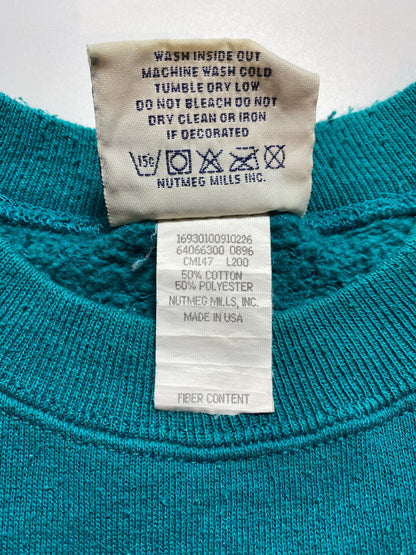 WASH INSIDE OUT
MACHINE WASH COLD
TUMBLE DRY LOW
DO NOT BLEACH DO NOT
DRY CLEAN OR IRON
IF DECORATED
15c
NUTMEG MILLS INC.
16930100910226
64066300 0896
CM147 L200
50% COTTON
50% POLYESTER
NUTMEG MILLS, INC.
MADE IN USA
FIBER CONTENT